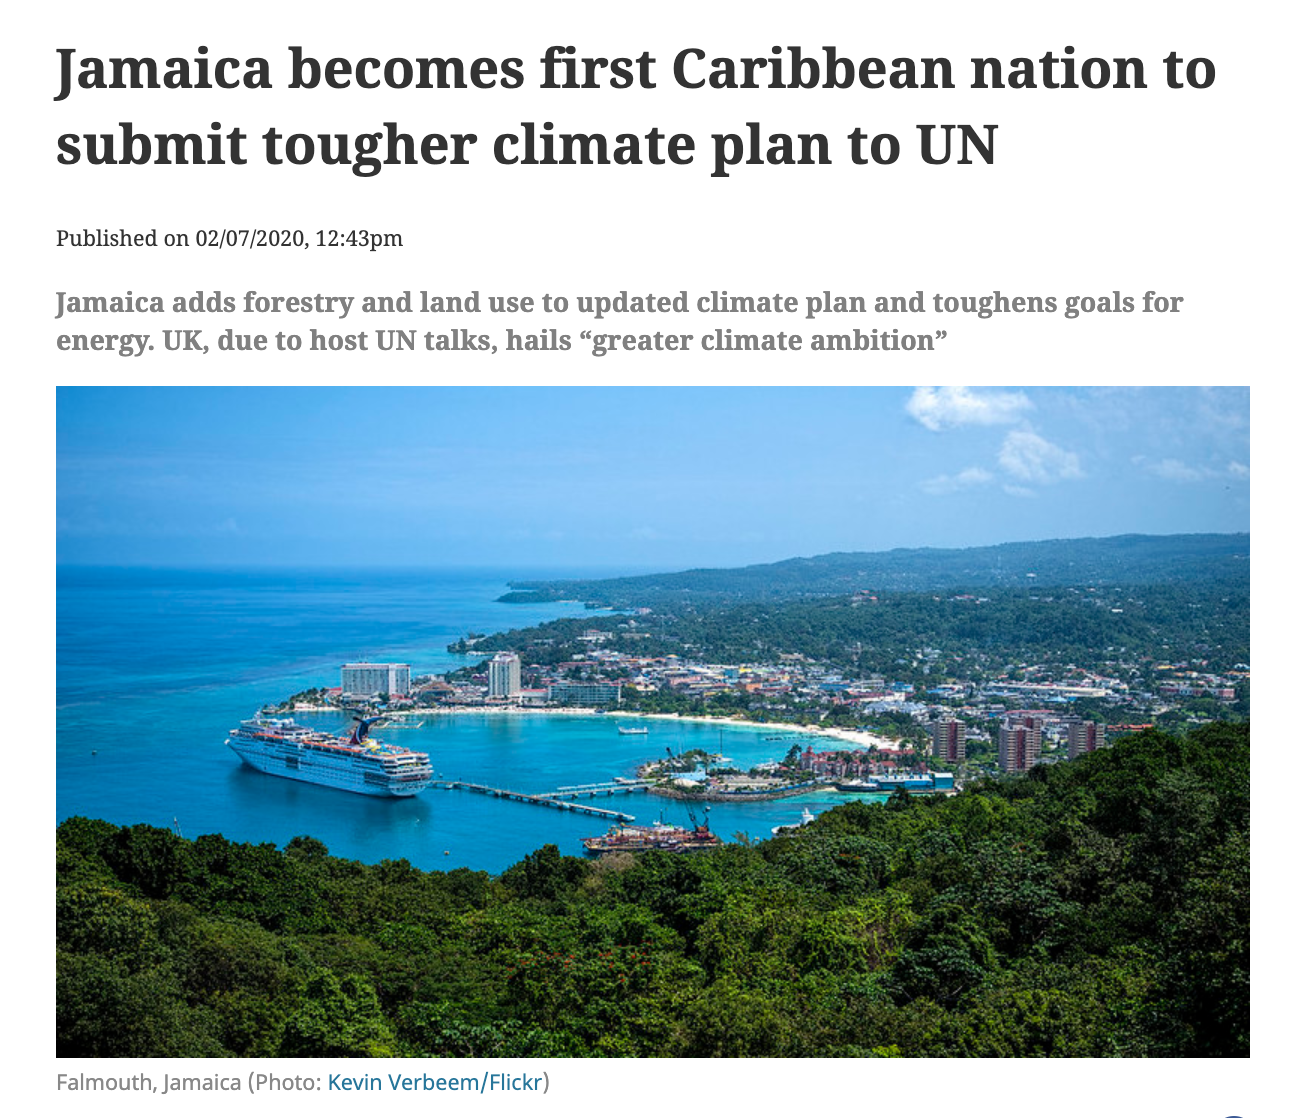 Jamaica becomes first Caribbean nation to
submit tougher climate plan to UN
Published on 02/07/2020, 12:43pm
Jamaica adds forestry and land use to updated climate plan and toughens goals for
energy. UK, due to host UN talks, hails “greater climate ambition”
Falmouth, Jamaica (Photo: Kevin Verbeem/Flickr)